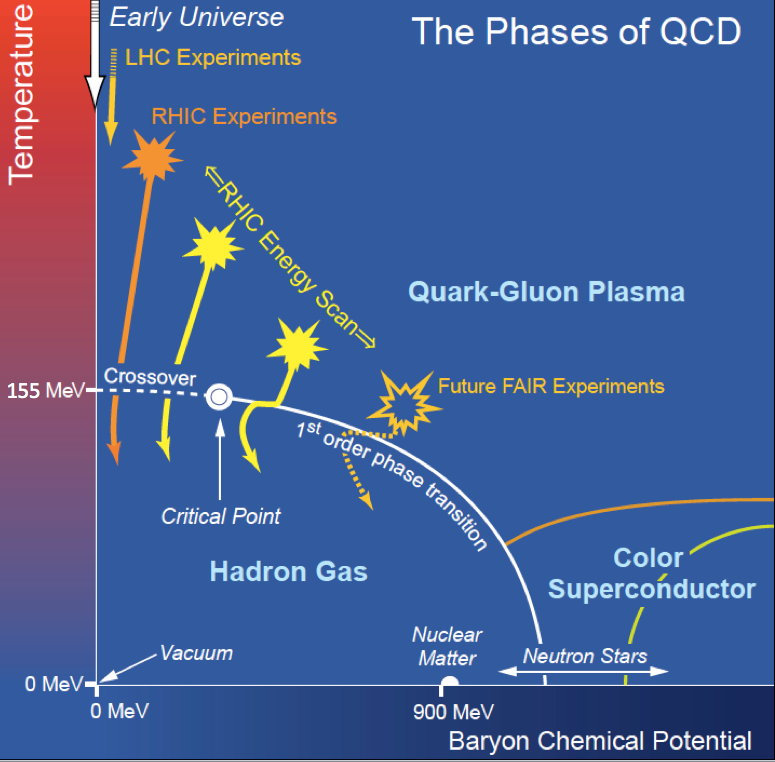 Early Universe
The Phases of QCD
LHC Experiments
Temperature
RHIC Experiments
⇐RHIC Energy Scan⇒
Quark-Gluon Plasma
Crossover
155 MeV
Future FAIR Experiments
1st order phase transition
Critical Point
Hadron Gas
Color
Superconductor
Nuclear
Matter
Neutron Stars
Vacuum
0 MeV
0 MeV
900 MeV
Baryon Chemical Potential